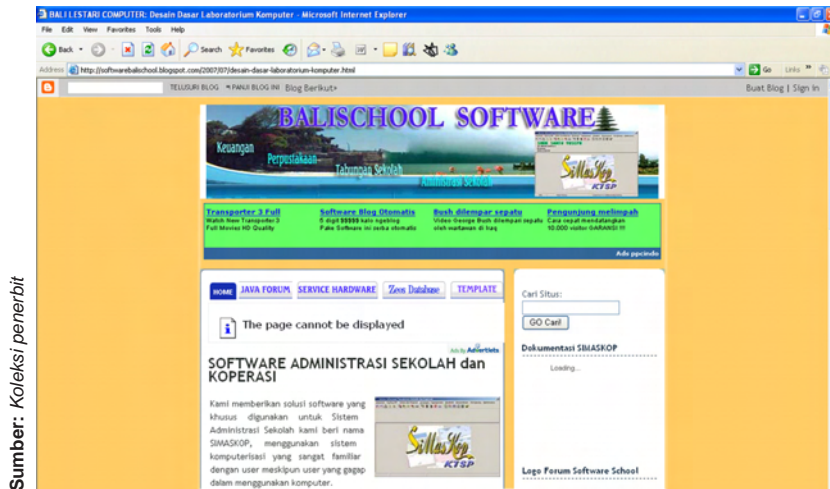 BALI LESTARI COMPUTER: Desain Dasar Laboratorium Komputer - Microsoft Internet Explorer
File Edit View Favorites Tools Help
Back Search Favorites
Address http://softwarebalischool.blogspot.com/2007/07/desain-dasar-laboratorium-komputer.html Go Links »
TELUSURI BLOG PANJI BLOG INI Blog Berikut» Buat Blog | Sign In
BALISCHOOL SOFTWARE
Keuangan
Perpustakaan
Tabungan Sekolah
Administrasi Sekolah
SiMasKop
KTSP
Transporter 3 Full Software Blog Otomatis Bush dilempar sepatu Pengunjung melimpah
Watch New Transporter 3 5 digit $$$$$ kalo ngeblog Video George Bush dilempar sepatu Cara cepat mendatangkan
Full Movies HD Quality Pake Software ini serba otomatis oleh wartawan di Iraq 10.000 visitor GARANSI !!!
Ads ppcindo
HOME JAVA FORUM SERVICE HARDWARE Zeos Database TEMPLATE
The page cannot be displayed
Ads by Advertlets
SOFTWARE ADMINISTRASI SEKOLAH dan
KOPERASI
Kami memberikan solusi software yang
khusus digunakan untuk Sistem
Administrasi Sekolah kami beri nama
SIMASKOP, menggunakan sistem
komputerisasi yang sangat familiar
dengan user meskipun user yang gagap
dalam menggunakan komputer.
SiMasKop
KTSP
Cari Situs:
GO Cari!
Dokumentasi SIMASKOP
Loading...
Logo Forum Software School
Sumber: Koleksi penerbit